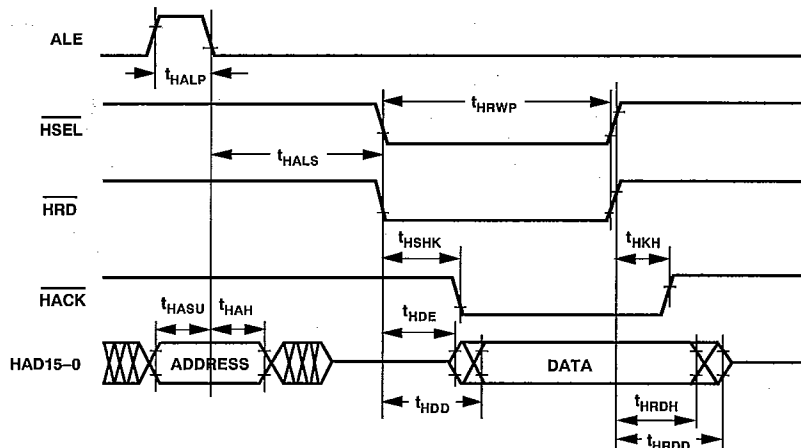 ALE
tHALP
HSEL
tHRWP
tHALS
HRD
tHSHK
tHKH
HACK
tHASU
tHAH
tHDE
HAD15–0
ADDRESS
DATA
tHDD
tHRDH
tHRDD